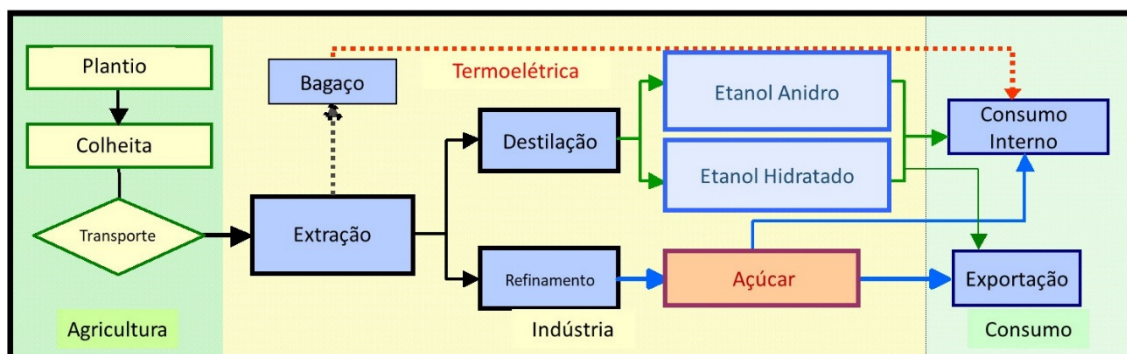 Plantio
Colheita
Transporte
Agricultura
Bagaço
Termoelétrica
Extração
Destilação
Refinamento
Etanol Anidro
Etanol Hidratado
Açúcar
Indústria
Consumo
Interno
Exportação
Consumo